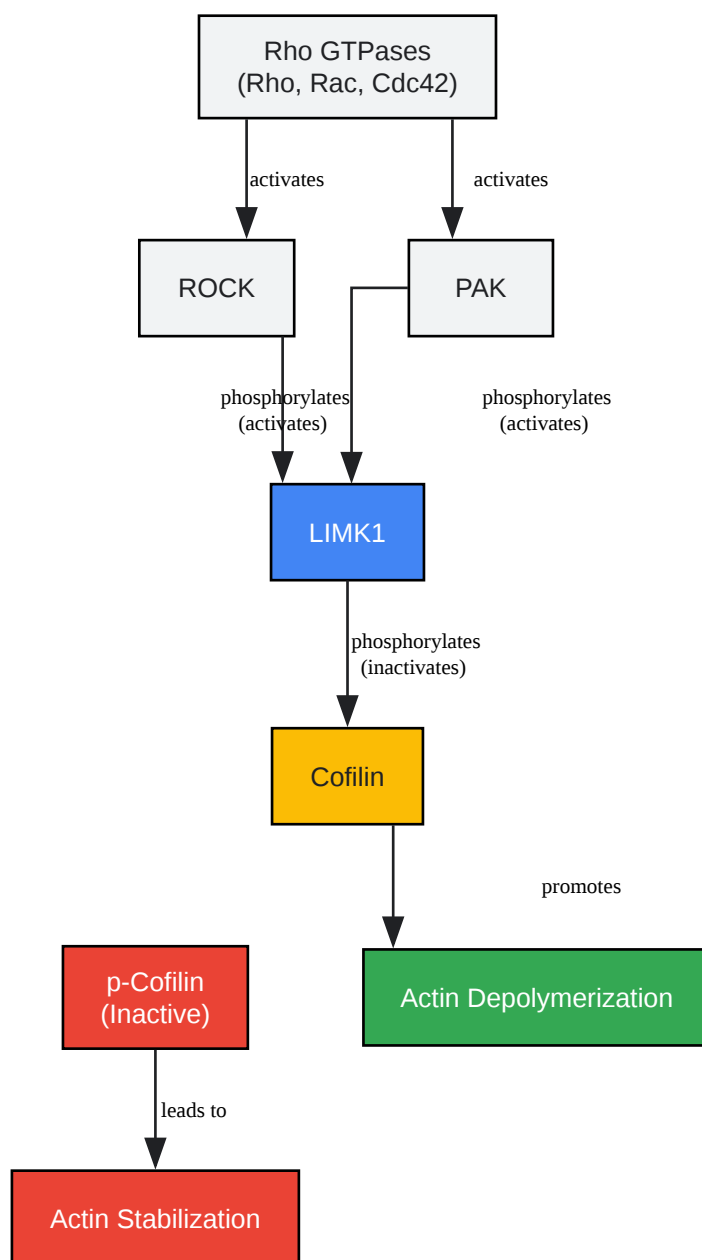 Rho GTPases
(Rho, Rac, Cdc42)
activates
activates
ROCK
PAK
phosphorylates
(activates)
phosphorylates
(activates)
LIMK1
phosphorylates
(inactivates)
Cofilin
promotes
p-Cofilin
(Inactive)
Actin Depolymerization
leads to
Actin Stabilization